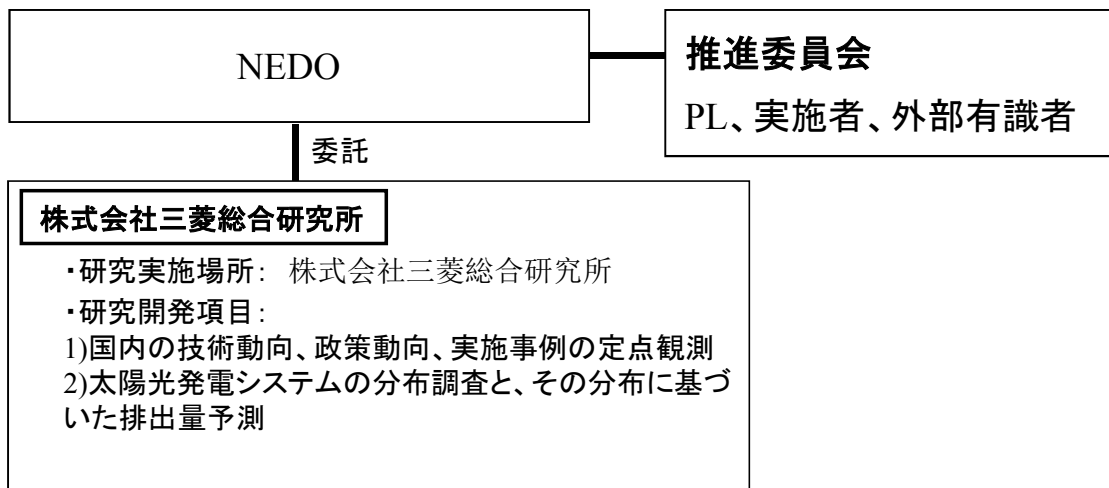 NEDO
推進委員会
PL、実施者、外部有識者
委託
株式会社三菱総合研究所
・研究実施場所： 株式会社三菱総合研究所
・研究開発項目：
1)国内の技術動向、政策動向、実施事例の定点観測
2)太陽光発電システムの分布調査と、その分布に基づ
いた排出量予測